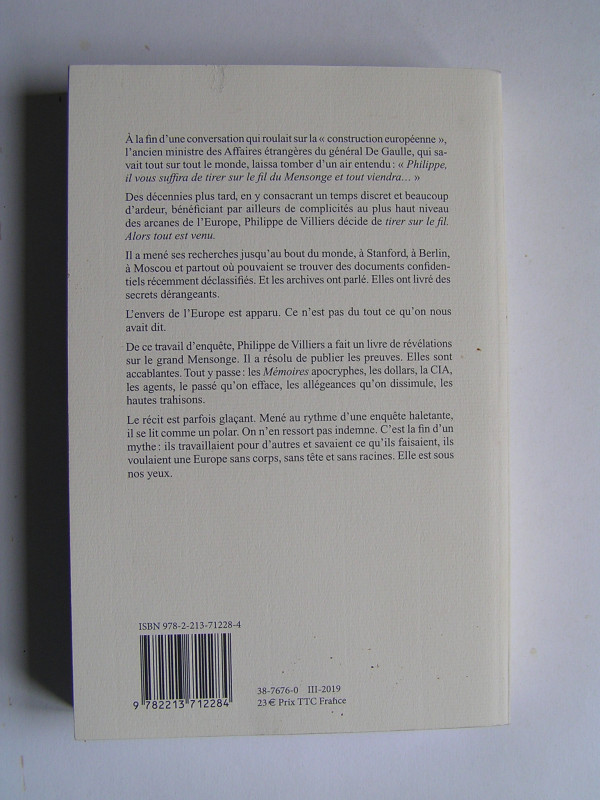 À la fin d'une conversation qui roulait sur la « construction européenne »,
l'ancien ministre des Affaires étrangères du général De Gaulle, qui sa-
vait tout sur tout le monde, laissa tomber d'un air entendu : « Philippe,
il vous suffira de tirer sur le fil du Mensonge et tout viendra… »
Des décennies plus tard, en y consacrant un temps discret et beaucoup
d'ardeur, bénéficiant par ailleurs de complicités au plus haut niveau
des arcanes de l'Europe, Philippe de Villiers décide de tirer sur le fil.
Alors tout est venu.
Il a mené ses recherches jusqu'au bout du monde, à Stanford, à Berlin,
à Moscou et partout où pouvaient se trouver des documents confiden-
tiels récemment déclassifiés. Et les archives ont parlé. Elles ont livré des
secrets dérangeants.
L'envers de l'Europe est apparu. Ce n'est pas du tout ce qu'on nous
avait dit.
De ce travail d'enquête, Philippe de Villiers a fait un livre de révélations
sur le grand Mensonge. Il a résolu de publier les preuves. Elles sont
accablantes. Tout y passe : les Mémoires apocryphes, les dollars, la CIA,
les agents, le passé qu'on efface, les allégeances qu'on dissimule, les
hautes trahisons.
Le récit est parfois glaçant. Mené au rythme d'une enquête haletante,
il se lit comme un polar. On n'en ressort pas indemne. C'est la fin d'un
mythe : ils travaillaient pour d'autres et savaient ce qu'ils faisaient, ils
voulaient une Europe sans corps, sans tête et sans racines. Elle est sous
nos yeux.
ISBN 978-2-213-71228-4
9 782213 712284
38-7676-0 III-2019
23 € Prix TTC France